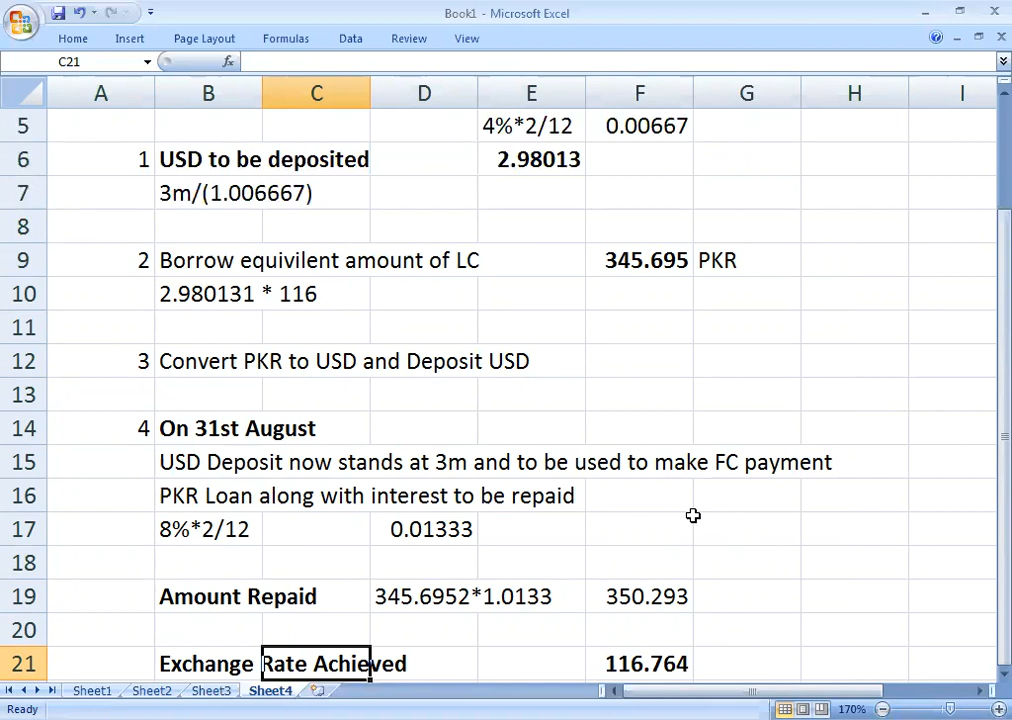 Book1 - Microsoft Excel
Home Insert Page Layout Formulas Data Review View
C21 fx
A B C D E F G H I
5 4%*2/12 0.00667
6 1 USD to be deposited 2.98013
7 3m/(1.006667)
8
9 2 Borrow equivilent amount of LC 345.695 PKR
10 2.980131 * 116
11
12 3 Convert PKR to USD and Deposit USD
13
14 4 On 31st August
15 USD Deposit now stands at 3m and to be used to make FC payment
16 PKR Loan along with interest to be repaid
17 8%*2/12 0.01333
18
19 Amount Repaid 345.6952*1.0133 350.293
20
21 Exchange Rate Achieved 116.764
Sheet1 Sheet2 Sheet3 Sheet4
Ready 170%